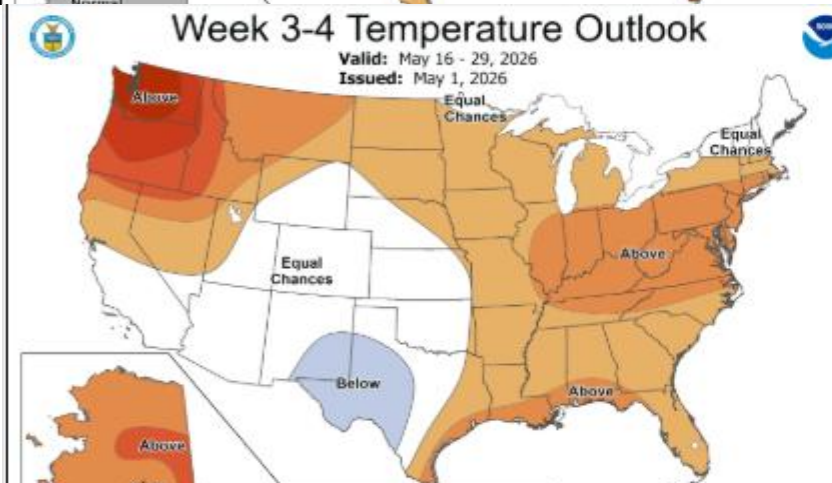 Normal
Week 3-4 Temperature Outlook
Valid: May 16 - 29, 2026
Issued: May 1, 2026
Above
Equal
Chances
Equal
Chances
Above
Equal
Chances
Below
Above
Above